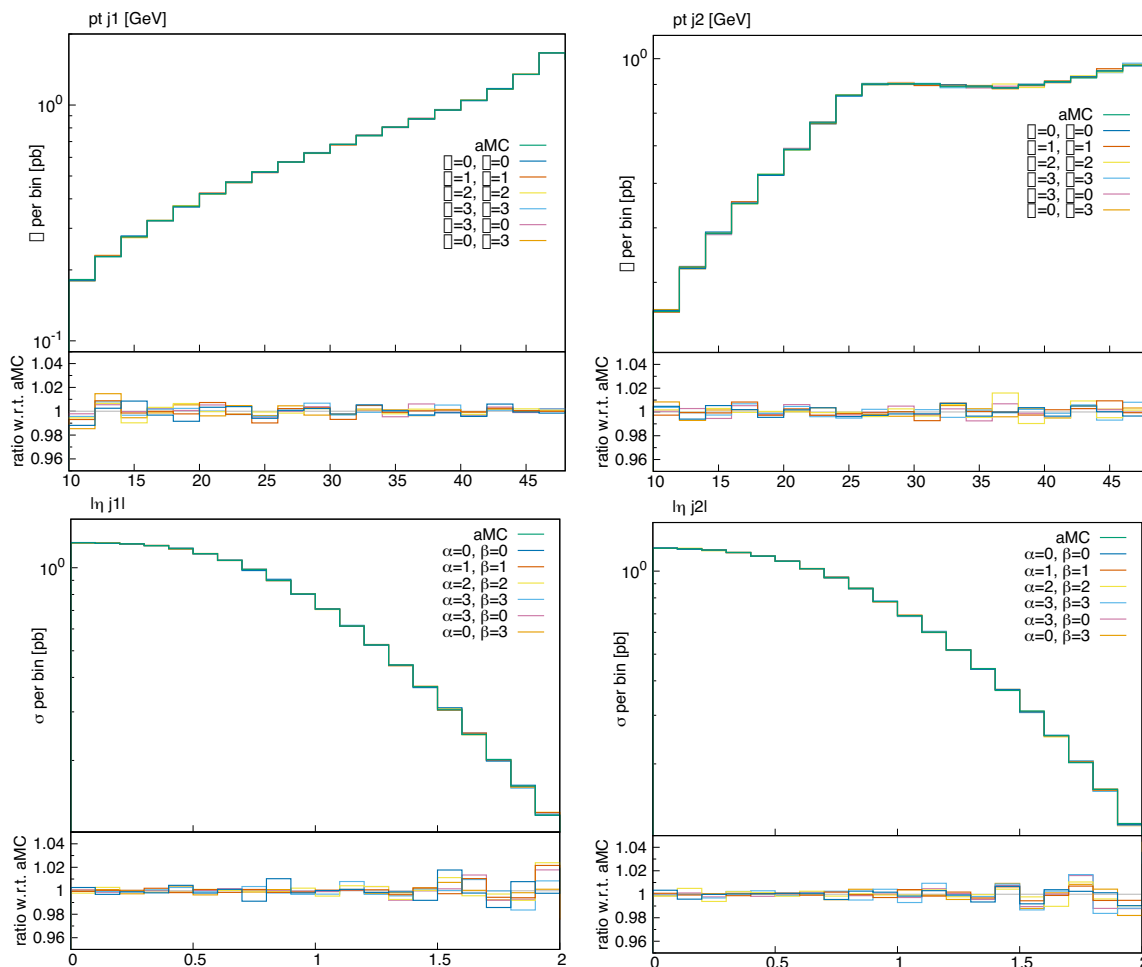 pt j1 [GeV]
10⁰
10⁻¹
▯ per bin [pb]
aMC
▯=0, ▯=0
▯=1, ▯=1
▯=2, ▯=2
▯=3, ▯=3
▯=3, ▯=0
▯=0, ▯=3
ratio w.r.t. aMC
1.04
1.02
1
0.98
0.96
10 15 20 25 30 35 40 45
pt j2 [GeV]
10⁰
▯ per bin [pb]
aMC
▯=0, ▯=0
▯=1, ▯=1
▯=2, ▯=2
▯=3, ▯=3
▯=3, ▯=0
▯=0, ▯=3
ratio w.r.t. aMC
1.04
1.02
1
0.98
0.96
10 15 20 25 30 35 40 45
|η j1|
10⁰
σ per bin [pb]
aMC
α=0, β=0
α=1, β=1
α=2, β=2
α=3, β=3
α=3, β=0
α=0, β=3
ratio w.r.t. aMC
1.04
1.02
1
0.98
0.96
0 0.5 1 1.5 2
|η j2|
10⁰
σ per bin [pb]
aMC
α=0, β=0
α=1, β=1
α=2, β=2
α=3, β=3
α=3, β=0
α=0, β=3
ratio w.r.t. aMC
1.04
1.02
1
0.98
0.96
0 0.5 1 1.5 2